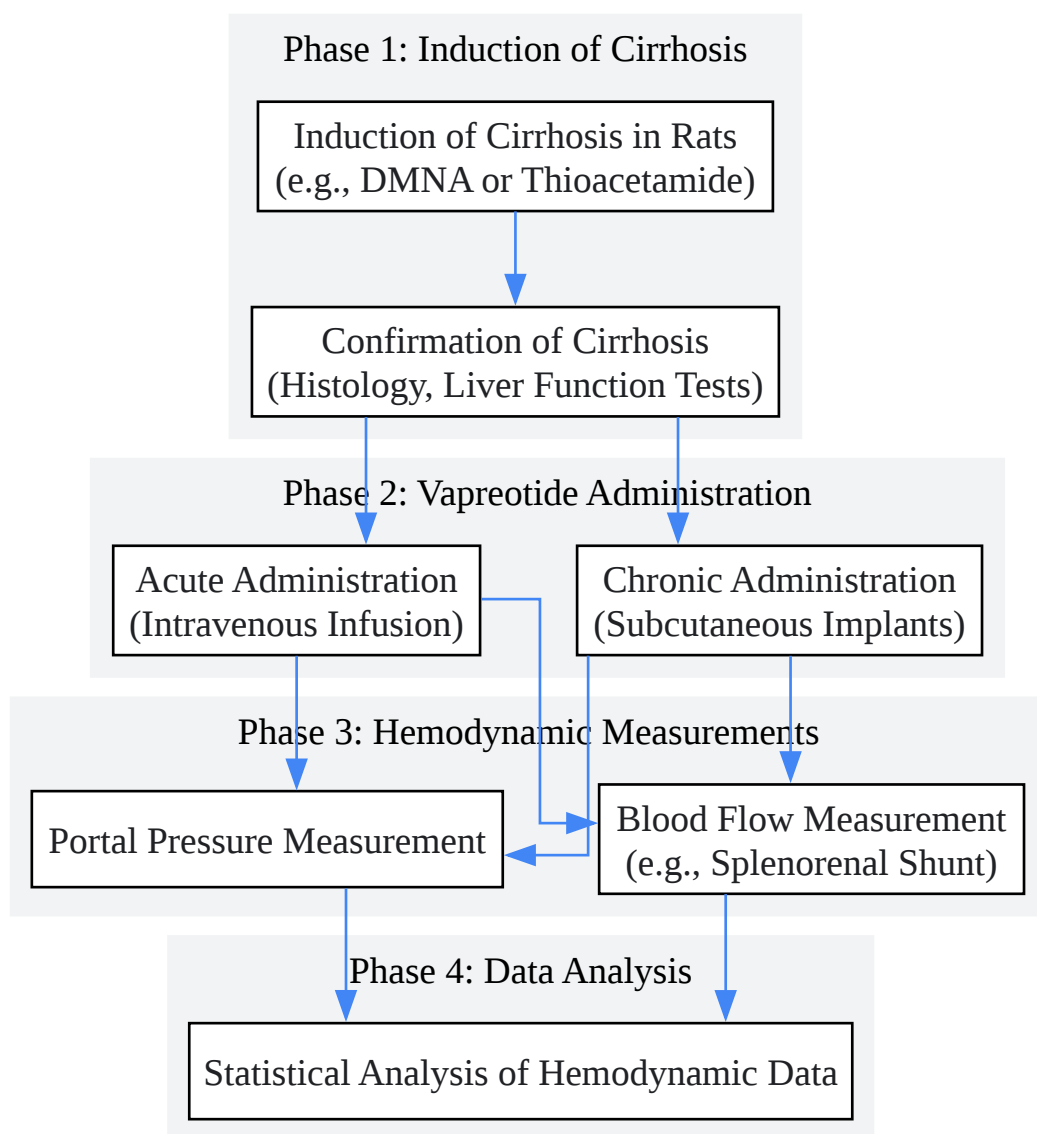 Phase 1: Induction of Cirrhosis
Induction of Cirrhosis in Rats
(e.g., DMNA or Thioacetamide)
Confirmation of Cirrhosis
(Histology, Liver Function Tests)
Phase 2: Vapreotide Administration
Acute Administration
(Intravenous Infusion)
Chronic Administration
(Subcutaneous Implants)
Phase 3: Hemodynamic Measurements
Portal Pressure Measurement
Blood Flow Measurement
(e.g., Splenorenal Shunt)
Phase 4: Data Analysis
Statistical Analysis of Hemodynamic Data